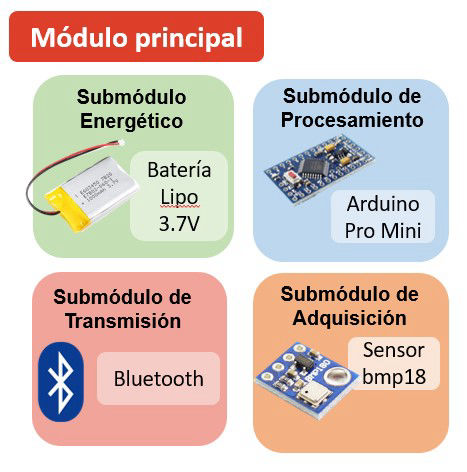 Módulo principal
Submódulo
Energético
Batería
Lipo
3.7V
Submódulo de
Procesamiento
Arduino
Pro Mini
Submódulo de
Transmisión
Bluetooth
Submódulo de
Adquisición
Sensor
bmp18